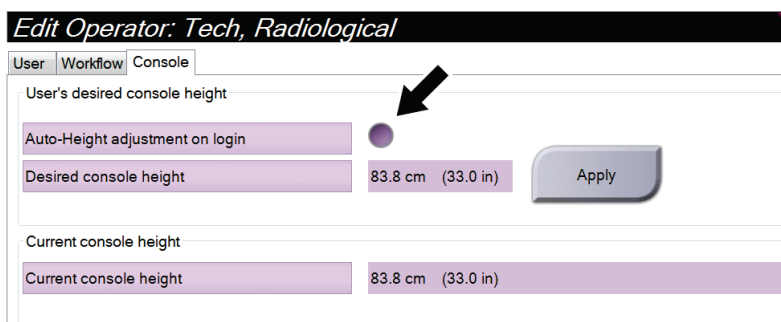 Edit Operator: Tech, Radiological
User Workflow Console
User's desired console height
Auto-Height adjustment on login
Desired console height 83.8 cm (33.0 in) Apply
Current console height
Current console height 83.8 cm (33.0 in)